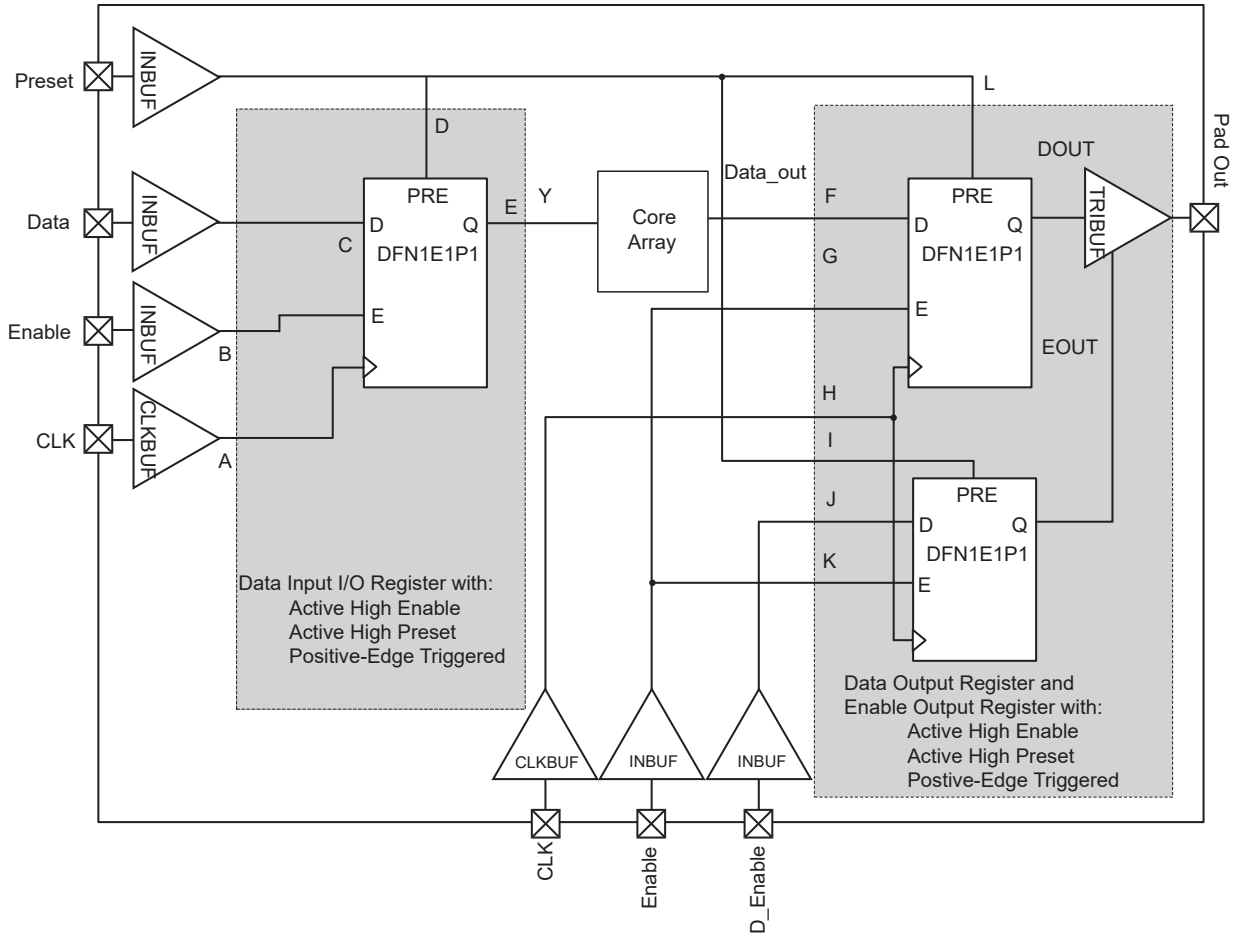 Preset
INBUF
L
D
Pad Out
DOUT
Data
INBUF
PRE
D
Q
C
DFN1E1P1
E
E
Y
Core
Array
Data_out
F
G
PRE
D
Q
DFN1E1P1
E
TRIBUF
EOUT
Enable
INBUF
B
CLK
CLKBUF
A
H
I
J
K
PRE
D
Q
DFN1E1P1
E
Data Input I/O Register with:
Active High Enable
Active High Preset
Positive-Edge Triggered
Data Output Register and
Enable Output Register with:
Active High Enable
Active High Preset
Postive-Edge Triggered
CLKBUF
INBUF
INBUF
CLK
Enable
D_Enable